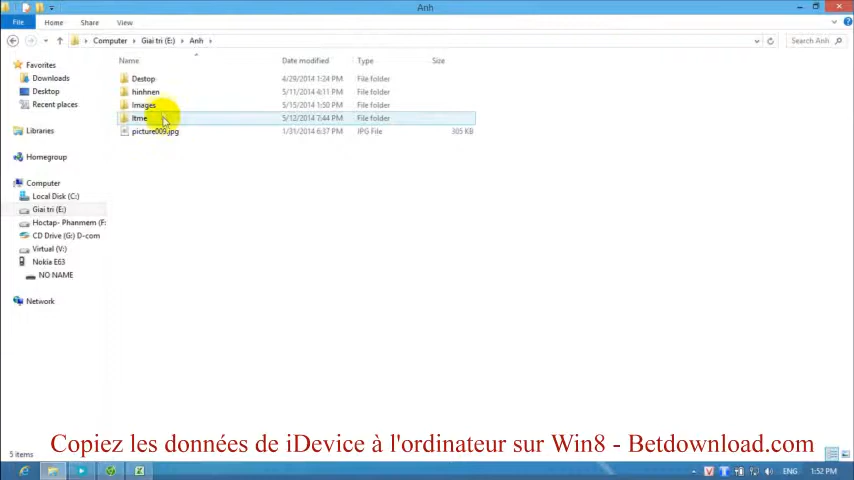 Anh
File Home Share View
Computer Giai tri (E:) Anh
Search Anh
Name Date modified Type Size
Favorites
Downloads
Desktop
Recent places
Libraries
Homegroup
Computer
Local Disk (C:)
Giai tri (E:)
Hoctap- Phanmem (F:
CD Drive (G:) D-com
Virtual (V:)
Nokia E63
NO NAME
Network
Destop 4/29/2014 1:24 PM File folder
hinhnen 5/11/2014 4:11 PM File folder
Images 5/15/2014 1:50 PM File folder
Itme 5/12/2014 7:44 PM File folder
picture009.jpg 1/31/2014 6:37 PM JPG File 305 KB
Copiez les données de iDevice à l'ordinateur sur Win8 - Betdownload.com
5 items
ENG 1:52 PM